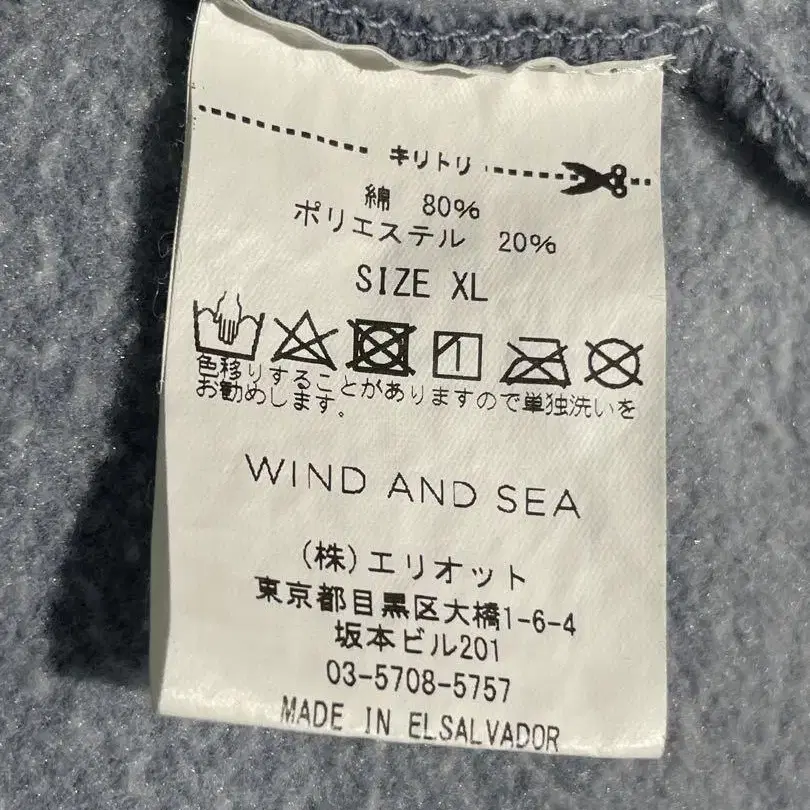 キリトリ
綿 80%
ポリエステル 20%
SIZE XL
色移りすることがありますので単独洗いを
お勧めします。
WIND AND SEA
(株)エリオット
東京都目黒区大橋1-6-4
坂本ビル201
03-5708-5757
MADE IN ELSALVADOR